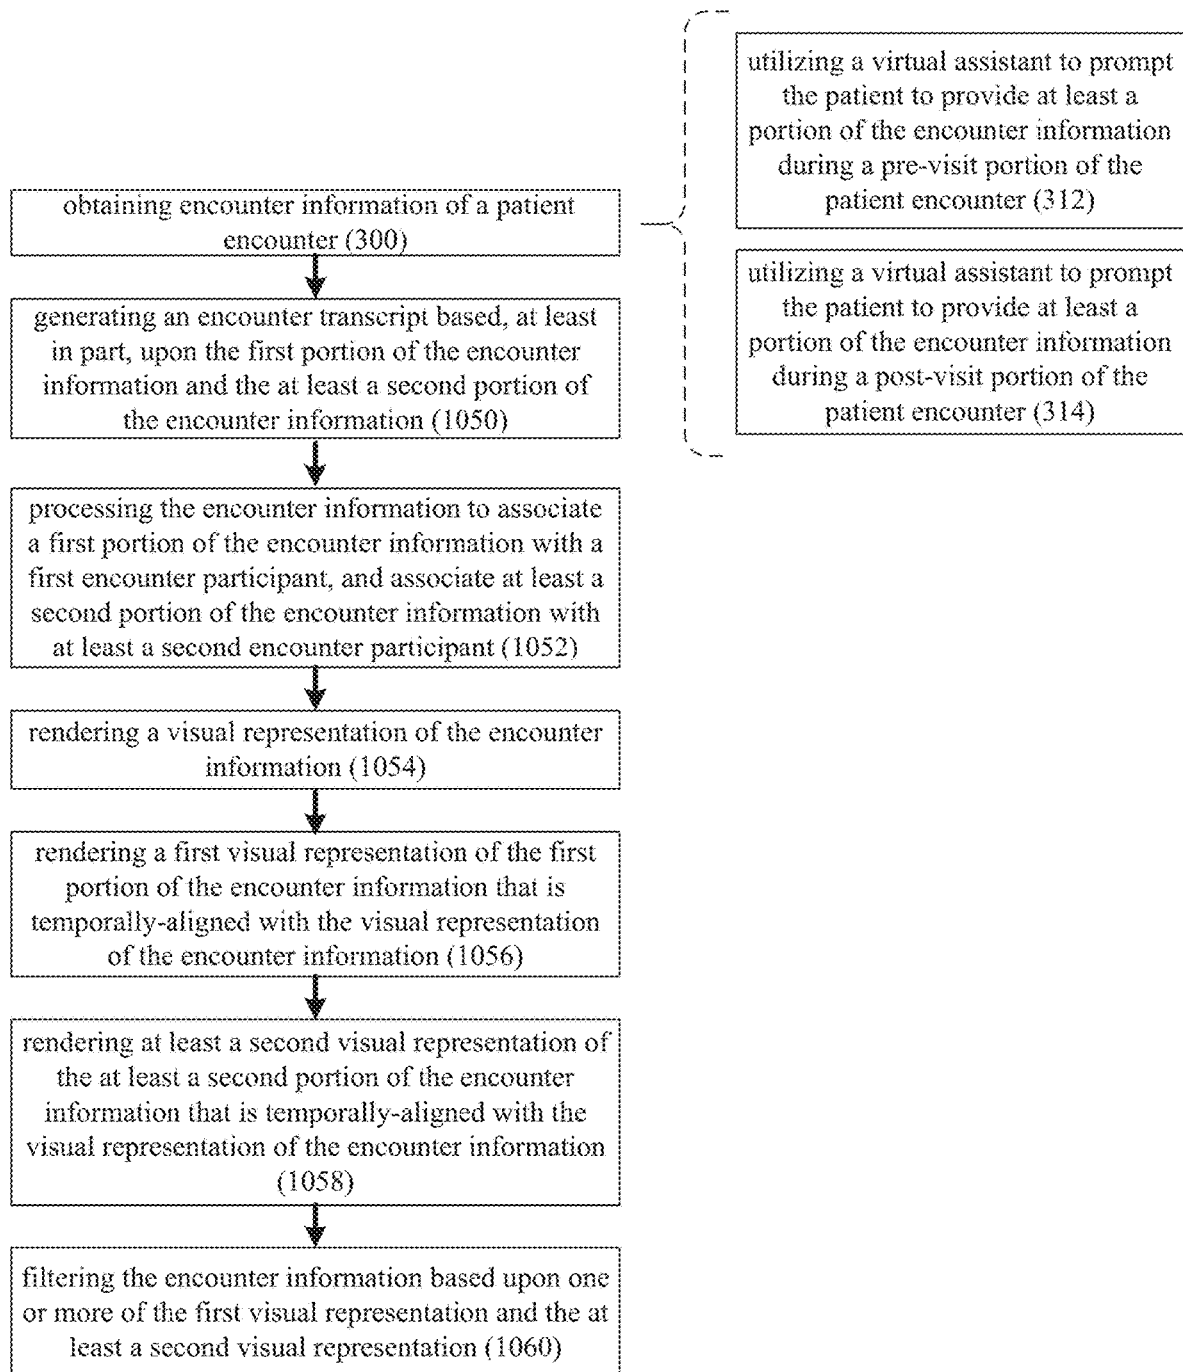 obtaining encounter information of a patient
encounter (300)
generating an encounter transcript based, at least
in part, upon the first portion of the encounter
information and the at least a second portion of
the encounter information (1050)
processing the encounter information to associate
a first portion of the encounter information with a
first encounter participant, and associate at least a
second portion of the encounter information with
at least a second encounter participant (1052)
rendering a visual representation of the encounter
information (1054)
rendering a first visual representation of the first
portion of the encounter information that is
temporally-aligned with the visual representation
of the encounter information (1056)
rendering at least a second visual representation of
the at least a second portion of the encounter
information that is temporally-aligned with the
visual representation of the encounter information
(1058)
filtering the encounter information based upon one
or more of the first visual representation and the at
least a second visual representation (1060)
utilizing a virtual assistant to prompt
the patient to provide at least a
portion of the encounter information
during a pre-visit portion of the
patient encounter (312)
utilizing a virtual assistant to prompt
the patient to provide at least a
portion of the encounter information
during a post-visit portion of the
patient encounter (314)